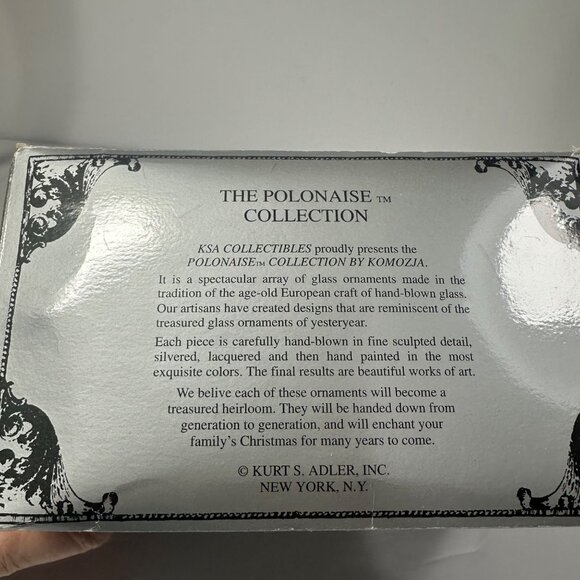 THE POLONAISE TM
COLLECTION
KSA COLLECTIBLES proudly presents the
POLONAISE TM COLLECTION BY KOMOZJA.
It is a spectacular array of glass ornaments made in the
tradition of the age-old European craft of hand-blown glass.
Our artisans have created designs that are reminiscent of the
treasured glass ornaments of yesteryear.
Each piece is carefully hand-blown in fine sculpted detail,
silvered, lacquered and then hand painted in the most
exquisite colors. The final results are beautiful works of art.
We belive each of these ornaments will become a
treasured heirloom. They will be handed down from
generation to generation, and will enchant your
family's Christmas for many years to come.
© KURT S. ADLER, INC.
NEW YORK, N.Y.